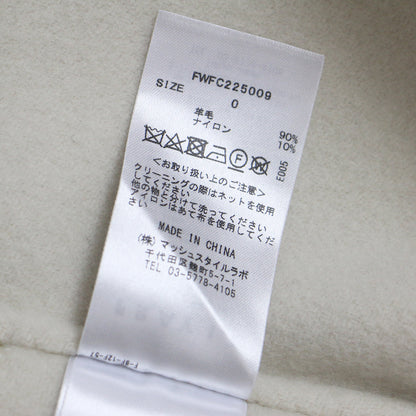 FWFC225009
SIZE 0
羊毛 90%
ナイロン 10%
E005
<お取り扱い上のご注意>
クリーニングの際はネットを使用
してください
他の物と分けて洗ってください
アイロンはあて布を使用してくだ
さい
MADE IN CHINA
(株) マッシュスタイルラボ
千代田区麹町5-7-1
TEL 03-5778-4105